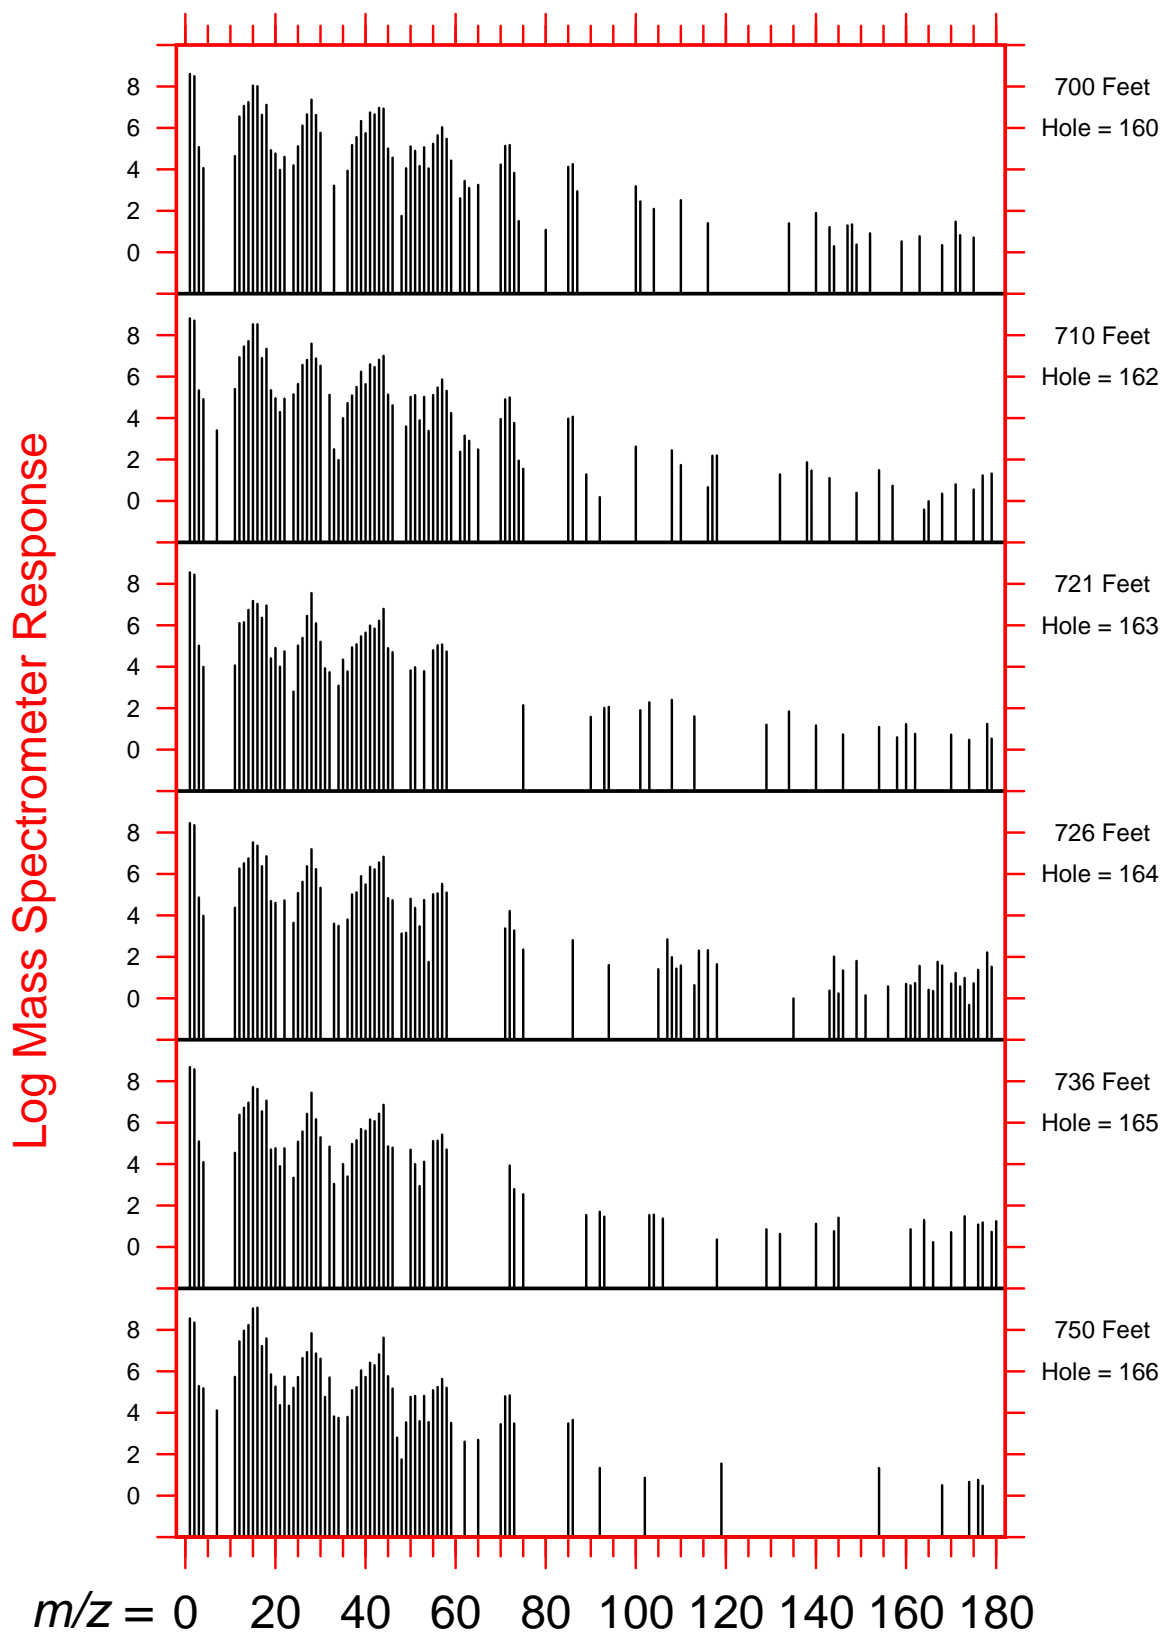 8
6
4
2
0
700 Feet
Hole = 160
8
6
4
2
0
710 Feet
Hole = 162
8
6
4
2
0
721 Feet
Hole = 163
8
6
4
2
0
726 Feet
Hole = 164
8
6
4
2
0
736 Feet
Hole = 165
8
6
4
2
0
750 Feet
Hole = 166
Log Mass Spectrometer Response
m/z = 0 20 40 60 80 100 120 140 160 180